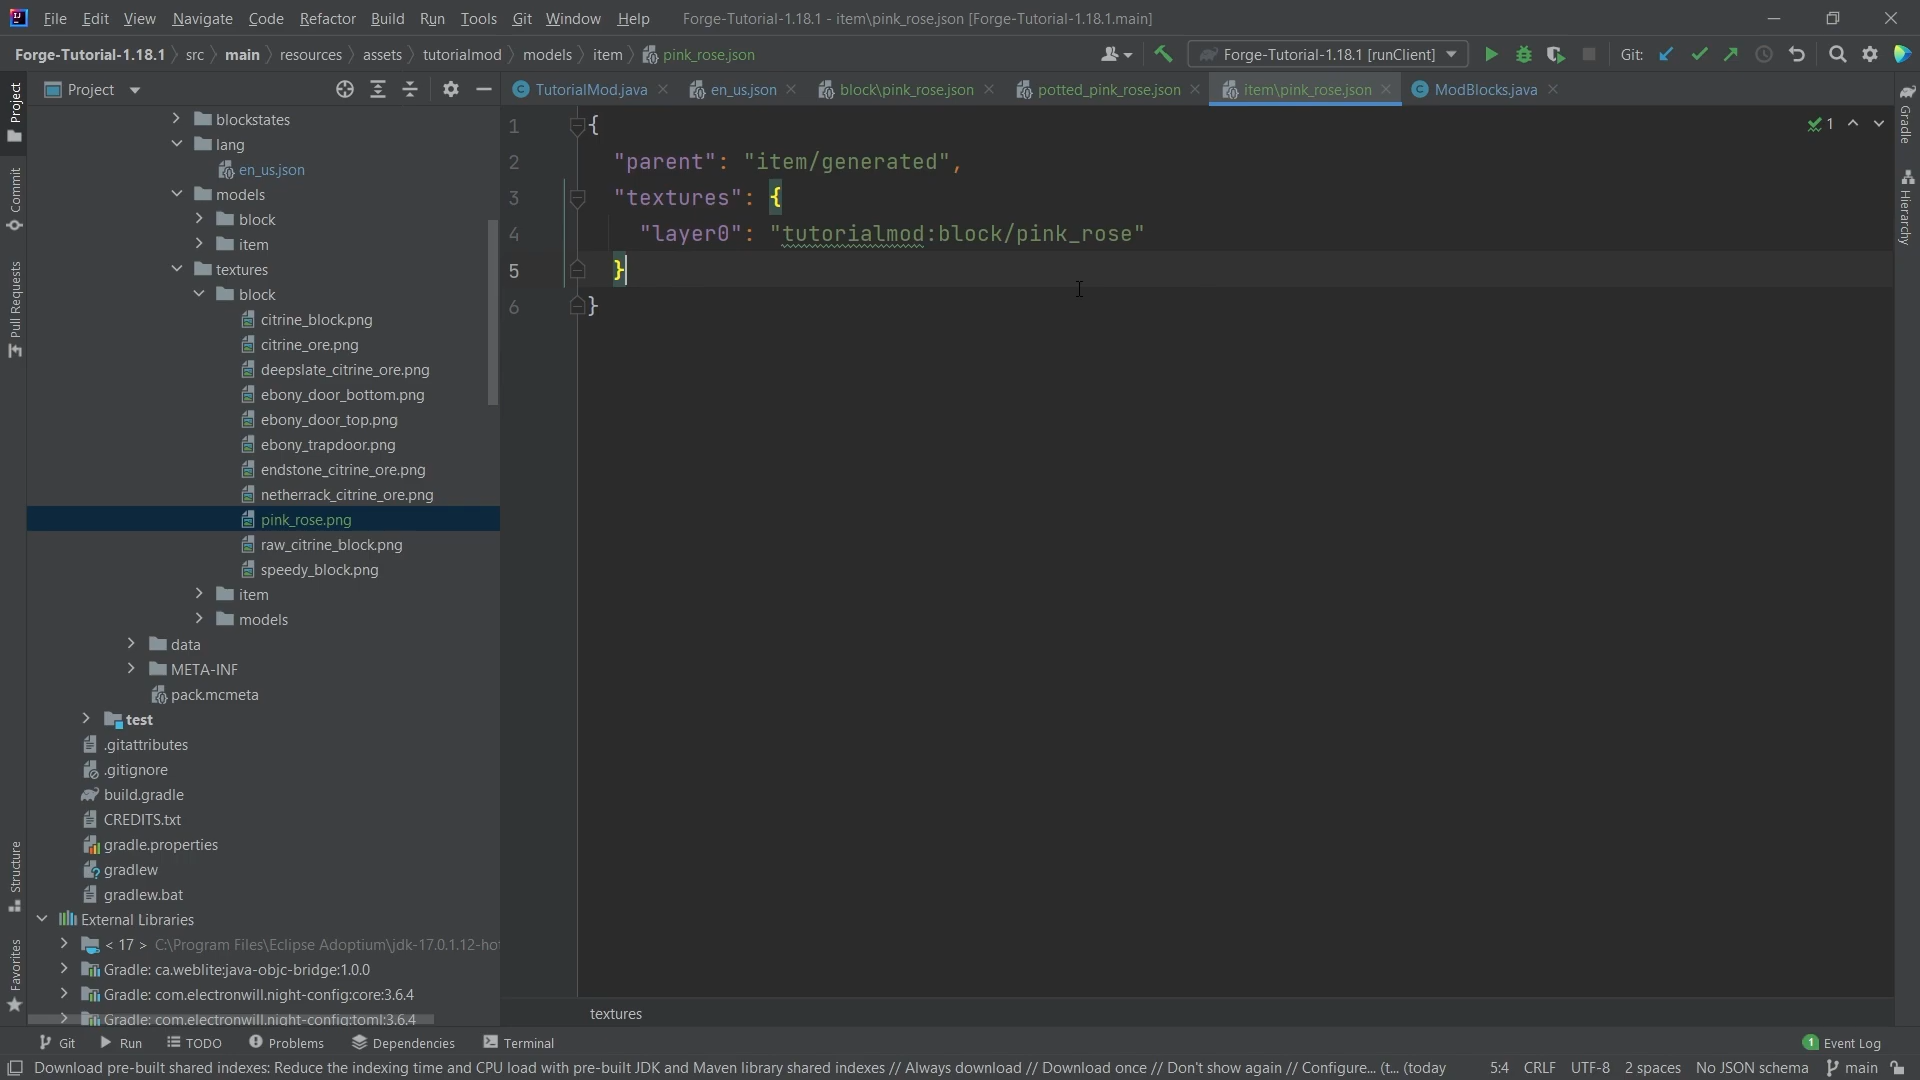 File Edit View Navigate Code Refactor Build Run Tools Git Window Help Forge-Tutorial-1.18.1 - item\pink_rose.json [Forge-Tutorial-1.18.1.main]
Forge-Tutorial-1.18.1 src main resources assets tutorialmod models item pink_rose.json Forge-Tutorial-1.18.1 [runClient] Git:
Project
TutorialMod.java en_us.json block\pink_rose.json potted_pink_rose.json item\pink_rose.json ModBlocks.java
Project
Commit
Pull Requests
Structure
Favorites
blockstates
lang
en_us.json
models
block
item
textures
block
citrine_block.png
citrine_ore.png
deepslate_citrine_ore.png
ebony_door_bottom.png
ebony_door_top.png
ebony_trapdoor.png
endstone_citrine_ore.png
netherrack_citrine_ore.png
pink_rose.png
raw_citrine_block.png
speedy_block.png
item
models
data
META-INF
pack.mcmeta
test
.gitattributes
.gitignore
build.gradle
CREDITS.txt
gradle.properties
gradlew
gradlew.bat
External Libraries
< 17 > C:\Program Files\Eclipse Adoptium\jdk-17.0.1.12-ho
Gradle: ca.weblite:java-objc-bridge:1.0.0
Gradle: com.electronwill.night-config:core:3.6.4
Gradle: com.electronwill.night-config:toml:3.6.4
1 {
2 "parent": "item/generated",
3 "textures": {
4 "layer0": "tutorialmod:block/pink_rose"
5 }
6 }
1
Gradle
Hierarchy
textures
Git Run TODO Problems Dependencies Terminal 1 Event Log
Download pre-built shared indexes: Reduce the indexing time and CPU load with pre-built JDK and Maven library shared indexes // Always download // Download once // Don't show again // Configure... (t... (today 5:4 CRLF UTF-8 2 spaces No JSON schema main